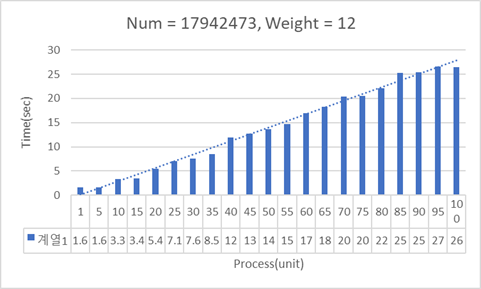 Num = 17942473, Weight = 12
30
25
20
15
10
5
0
Time(sec)
1 5 10 15 20 25 30 35 40 45 50 55 60 65 70 75 80 85 90 95 100
계열1 1.6 1.6 3.3 3.4 5.4 7.1 7.6 8.5 12 13 14 15 17 18 20 20 22 25 25 27 26
Process(unit)